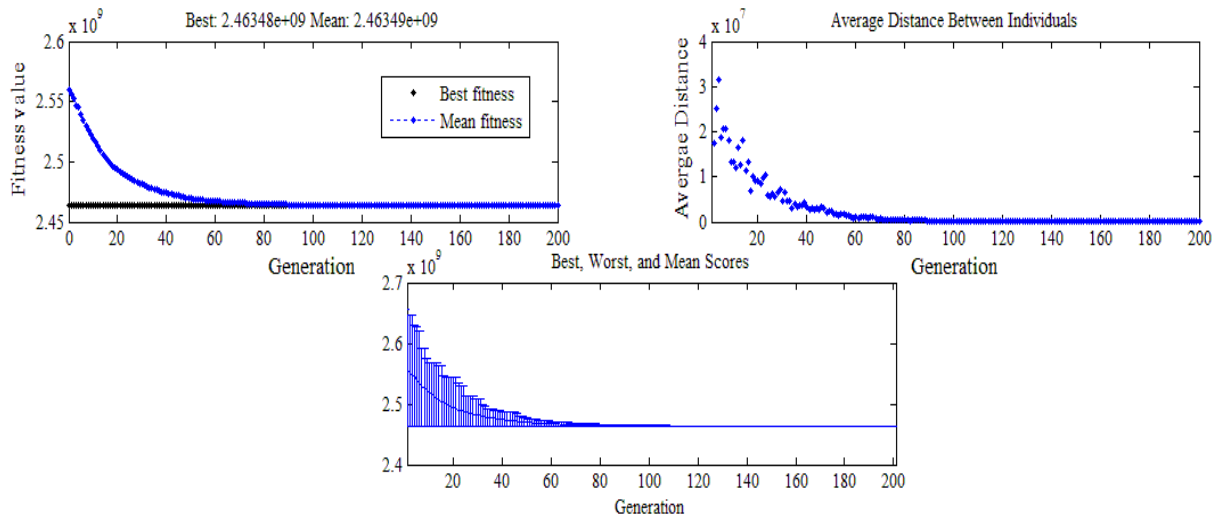 Best: 2.46348e+09 Mean: 2.46349e+09
x 10^9
2.6
2.55
2.5
2.45
Fitness value
Best fitness
Mean fitness
0 20 40 60 80 100 120 140 160 180 200
Generation
Average Distance Between Individuals
x 10^7
4
3
2
1
0
Avergae Distance
20 40 60 80 100 120 140 160 180 200
Generation
Best, Worst, and Mean Scores
x 10^9
2.7
2.6
2.5
2.4
20 40 60 80 100 120 140 160 180 200
Generation